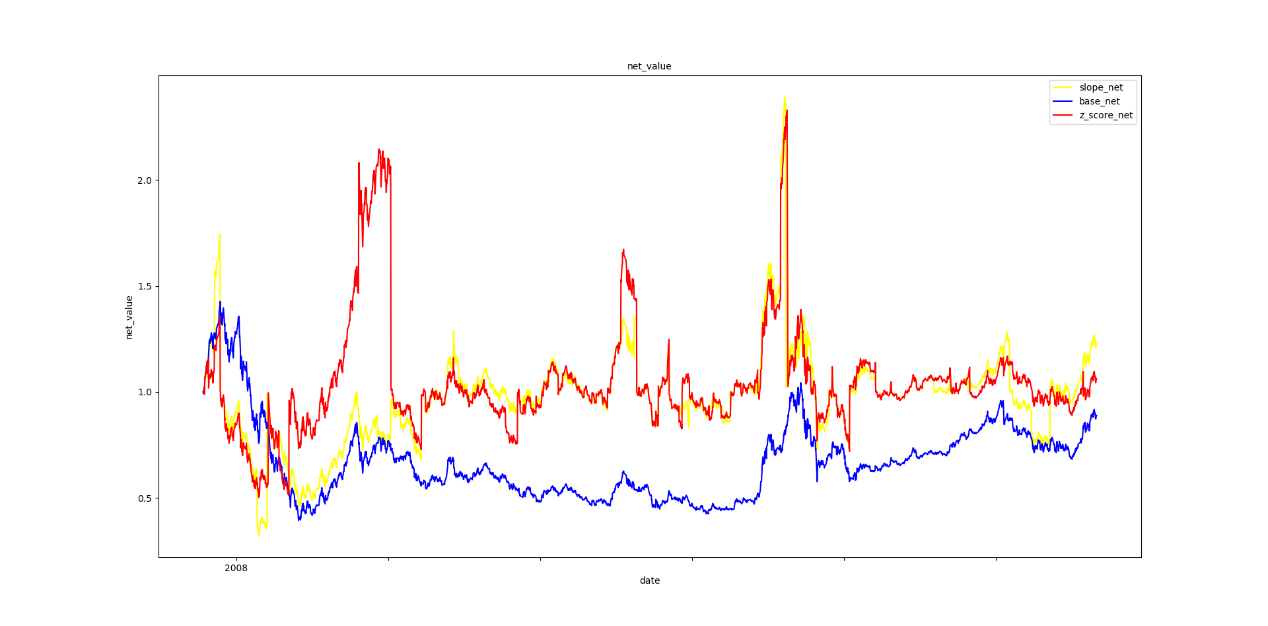 net_value
slope_net
base_net
z_score_net
2.0
1.5
1.0
0.5
net_value
2008
date